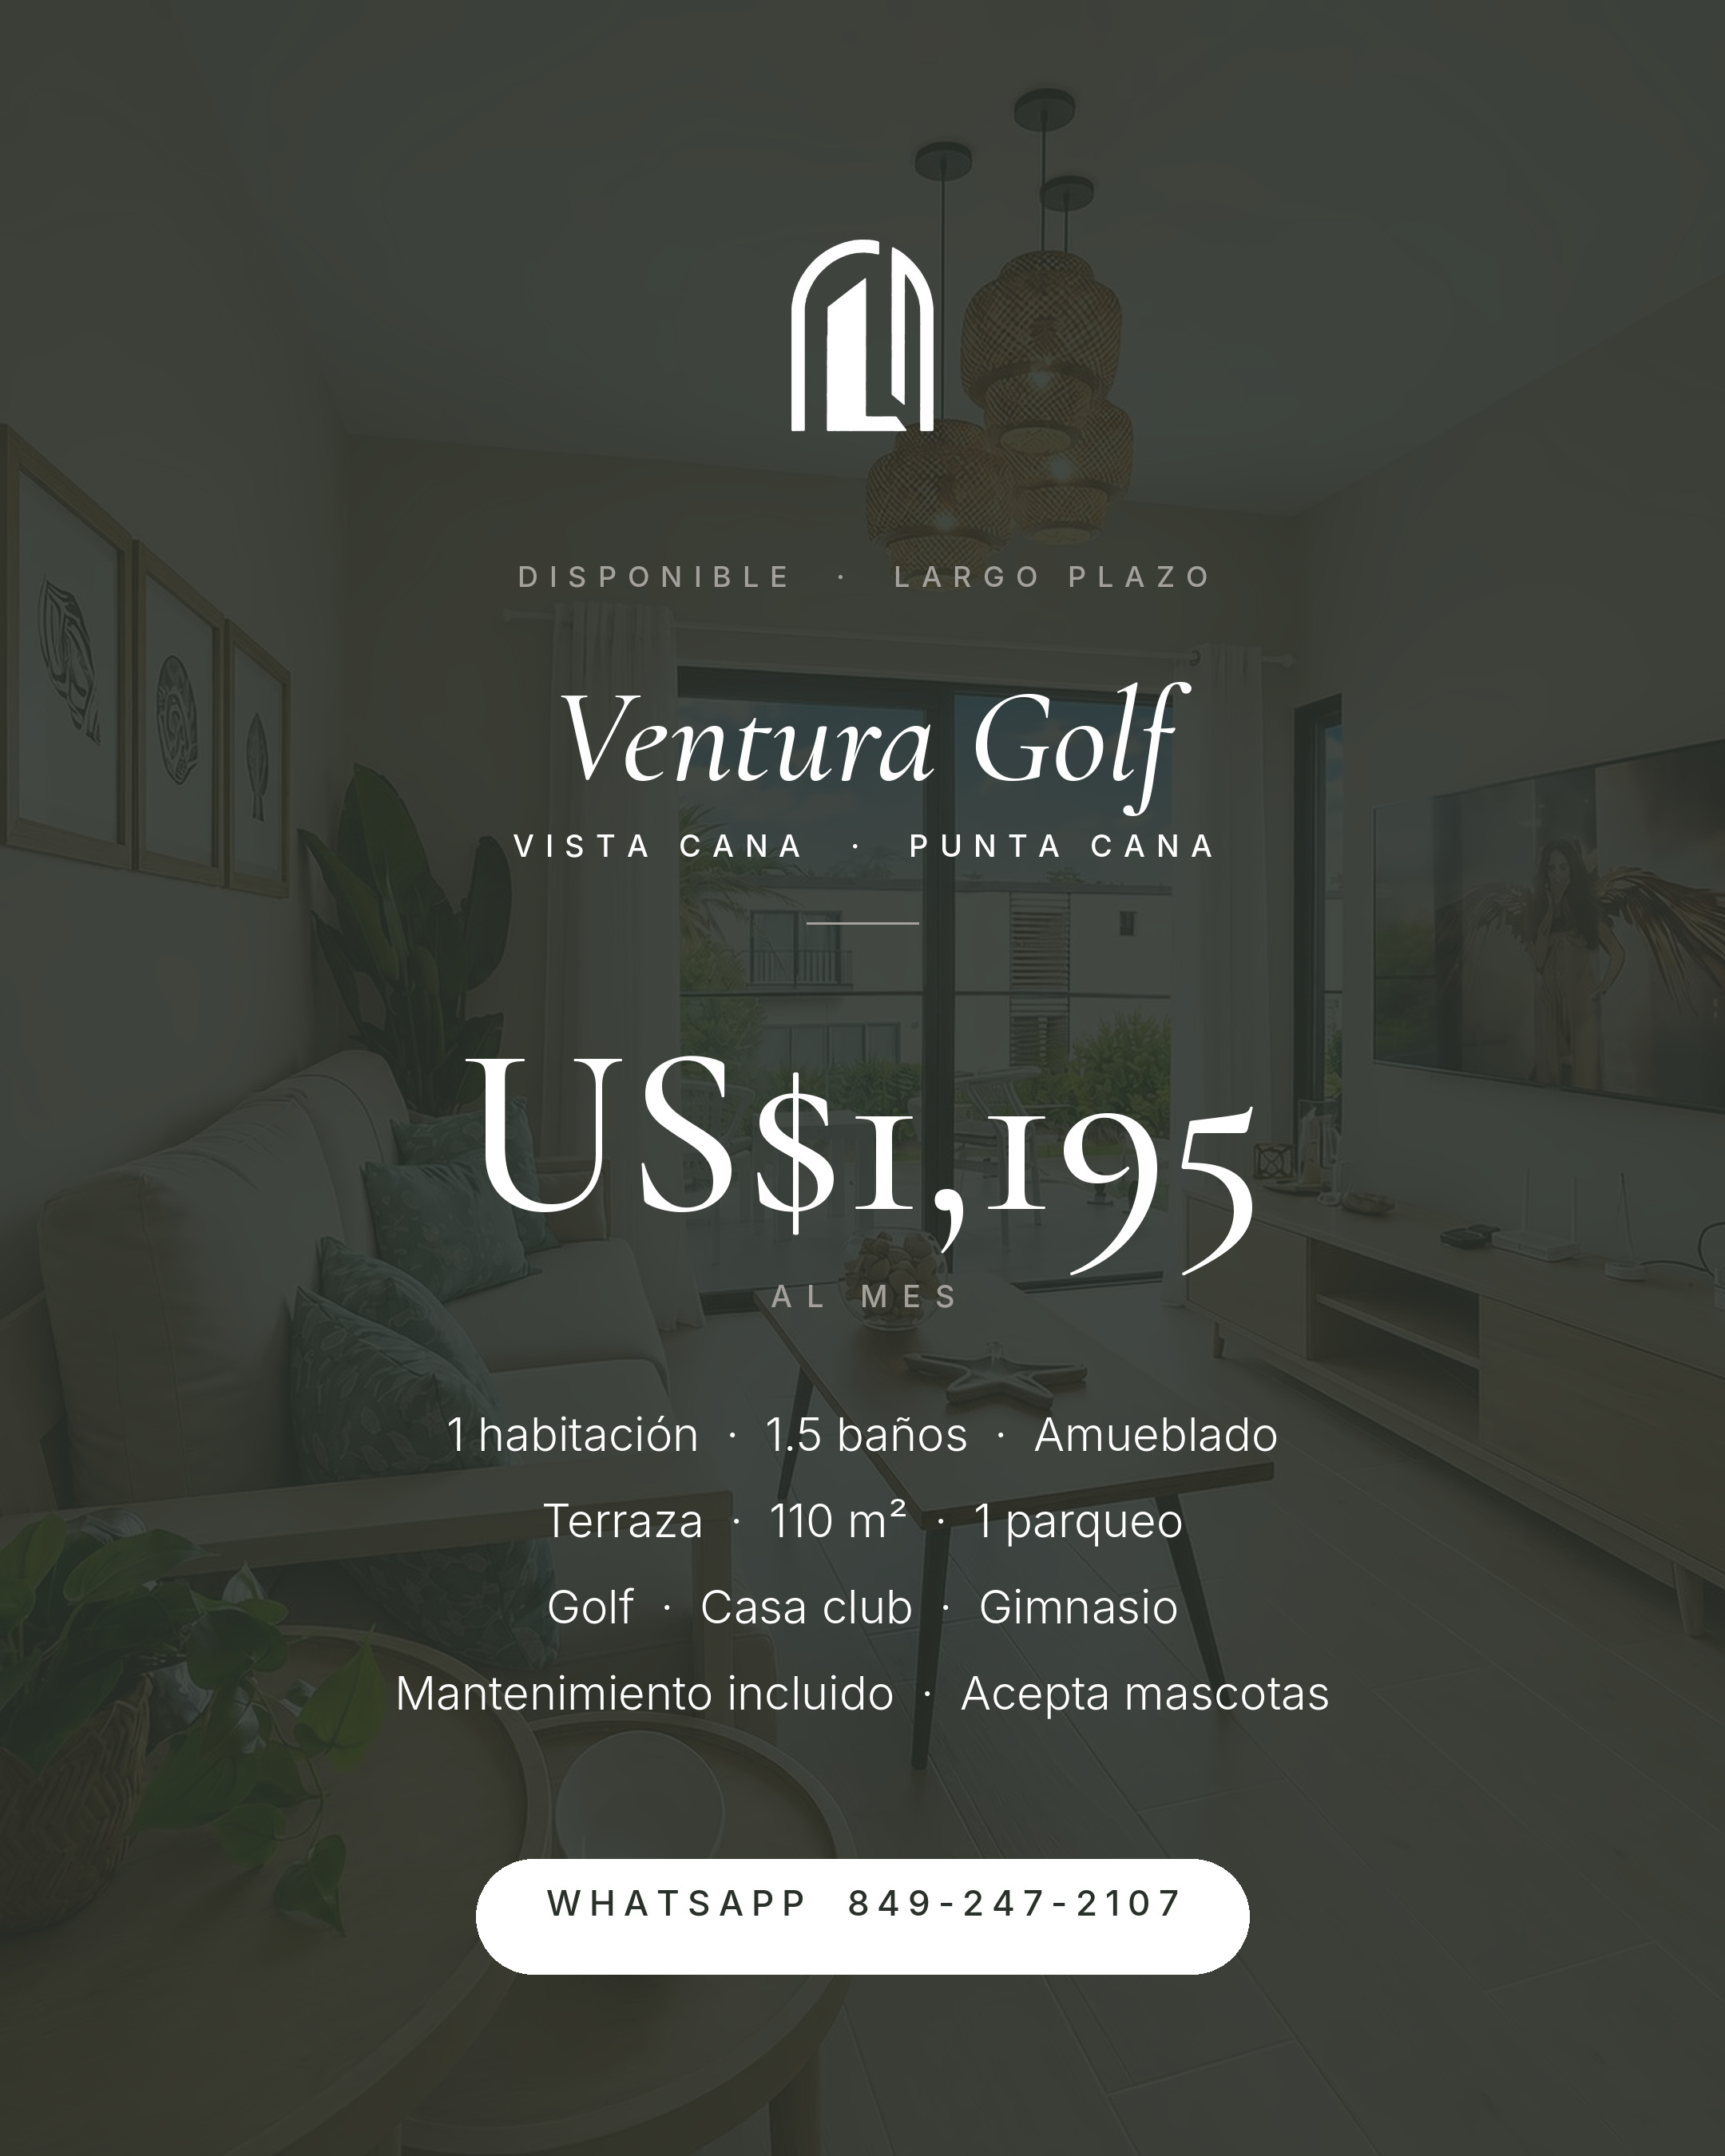 DISPONIBLE · LARGO PLAZO
Ventura Golf
VISTA CANA · PUNTA CANA
US$1,195
AL MES
1 habitación · 1.5 baños · Amueblado
Terraza · 110 m² · 1 parqueo
Golf · Casa club · Gimnasio
Mantenimiento incluido · Acepta mascotas
WHATSAPP 849-247-2107